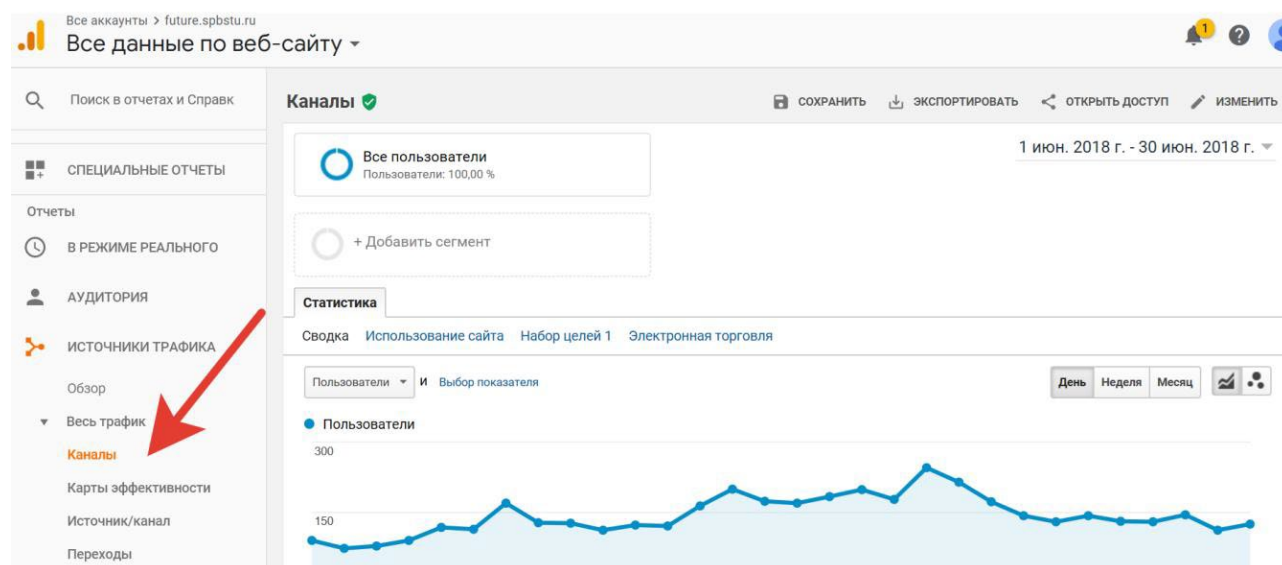 Все аккаунты > future.spbstu.ru
Все данные по веб-сайту
1
Поиск в отчетах и Справк
СПЕЦИАЛЬНЫЕ ОТЧЕТЫ
Отчеты
В РЕЖИМЕ РЕАЛЬНОГО
АУДИТОРИЯ
ИСТОЧНИКИ ТРАФИКА
Обзор
Весь трафик
Каналы
Карты эффективности
Источник/канал
Переходы
Каналы
СОХРАНИТЬ ЭКСПОРТИРОВАТЬ ОТКРЫТЬ ДОСТУП ИЗМЕНИТЬ
Все пользователи
Пользователи: 100,00 %
1 июн. 2018 г. - 30 июн. 2018 г.
+ Добавить сегмент
Статистика
Сводка Использование сайта Набор целей 1 Электронная торговля
Пользователи И Выбор показателя День Неделя Месяц
Пользователи
300
150